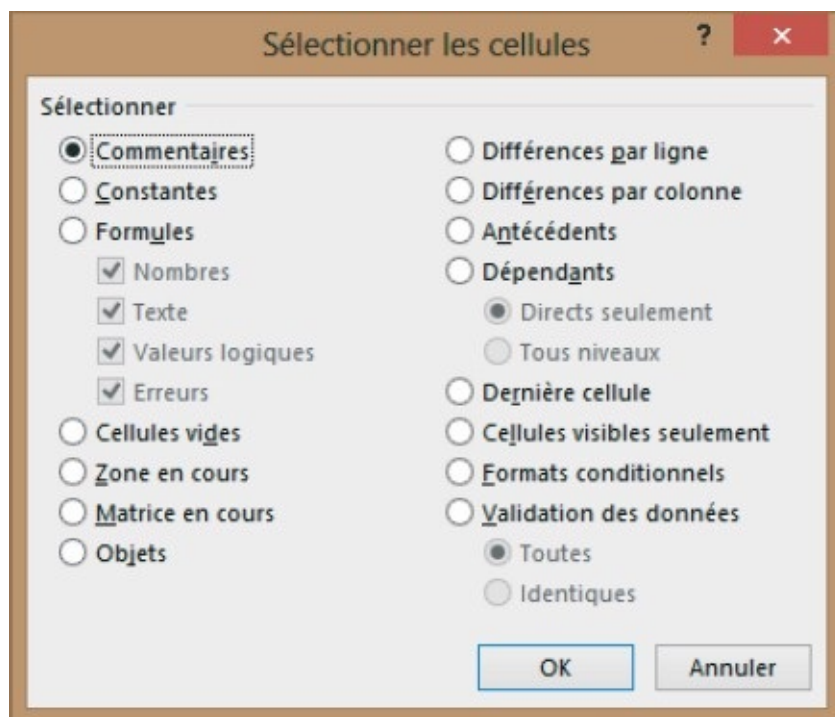 Sélectionner les cellules
?
Sélectionner
Commentaires
Constantes
Formules
Nombres
Texte
Valeurs logiques
Erreurs
Cellules vides
Zone en cours
Matrice en cours
Objets
Différences par ligne
Différences par colonne
Antécédents
Dépendants
Directs seulement
Tous niveaux
Dernière cellule
Cellules visibles seulement
Formats conditionnels
Validation des données
Toutes
Identiques
OK
Annuler